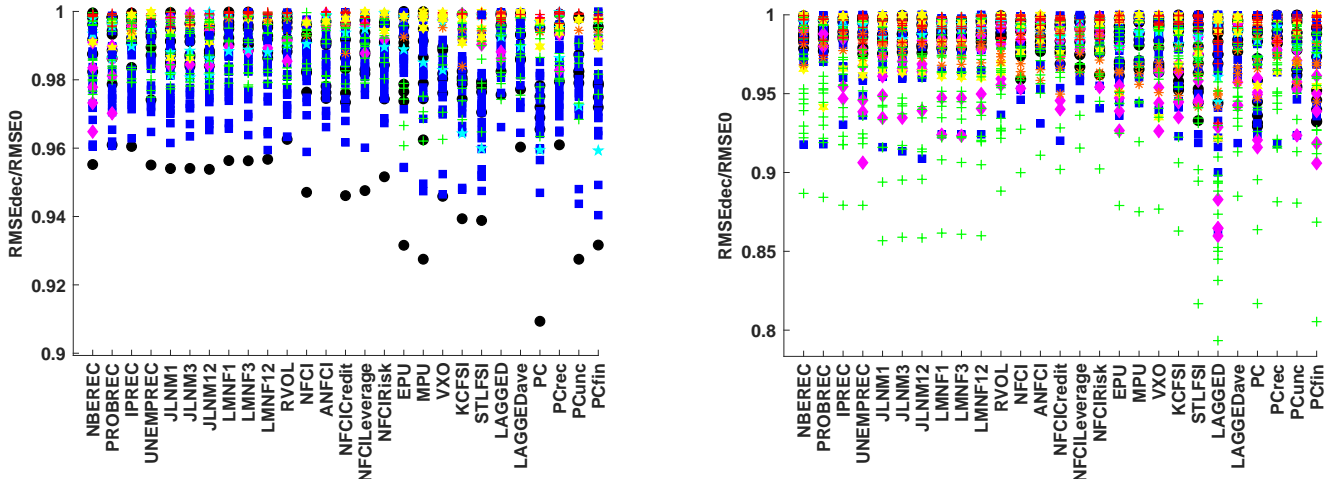 RMSEdec/RMSE0
1
0.98
0.96
0.94
0.92
0.9
NBEREC
PROBREC
IPREC
UNEMPREC
JLNM1
JLNM3
JLNM12
LMNF1
LMNF3
LMNF12
RVOL
NFCI
ANFCI
NFCICredit
NFCILeverage
NFCIRisk
EPU
MPU
VXO
KCFSI
STLFSI
LAGGED
LAGGEDave
PC
PCrec
PCunc
PCfin
RMSEdec/RMSE0
1
0.95
0.9
0.85
0.8
NBEREC
PROBREC
IPREC
UNEMPREC
JLNM1
JLNM3
JLNM12
LMNF1
LMNF3
LMNF12
RVOL
NFCI
ANFCI
NFCICredit
NFCILeverage
NFCIRisk
EPU
MPU
VXO
KCFSI
STLFSI
LAGGED
LAGGEDave
PC
PCrec
PCunc
PCfin